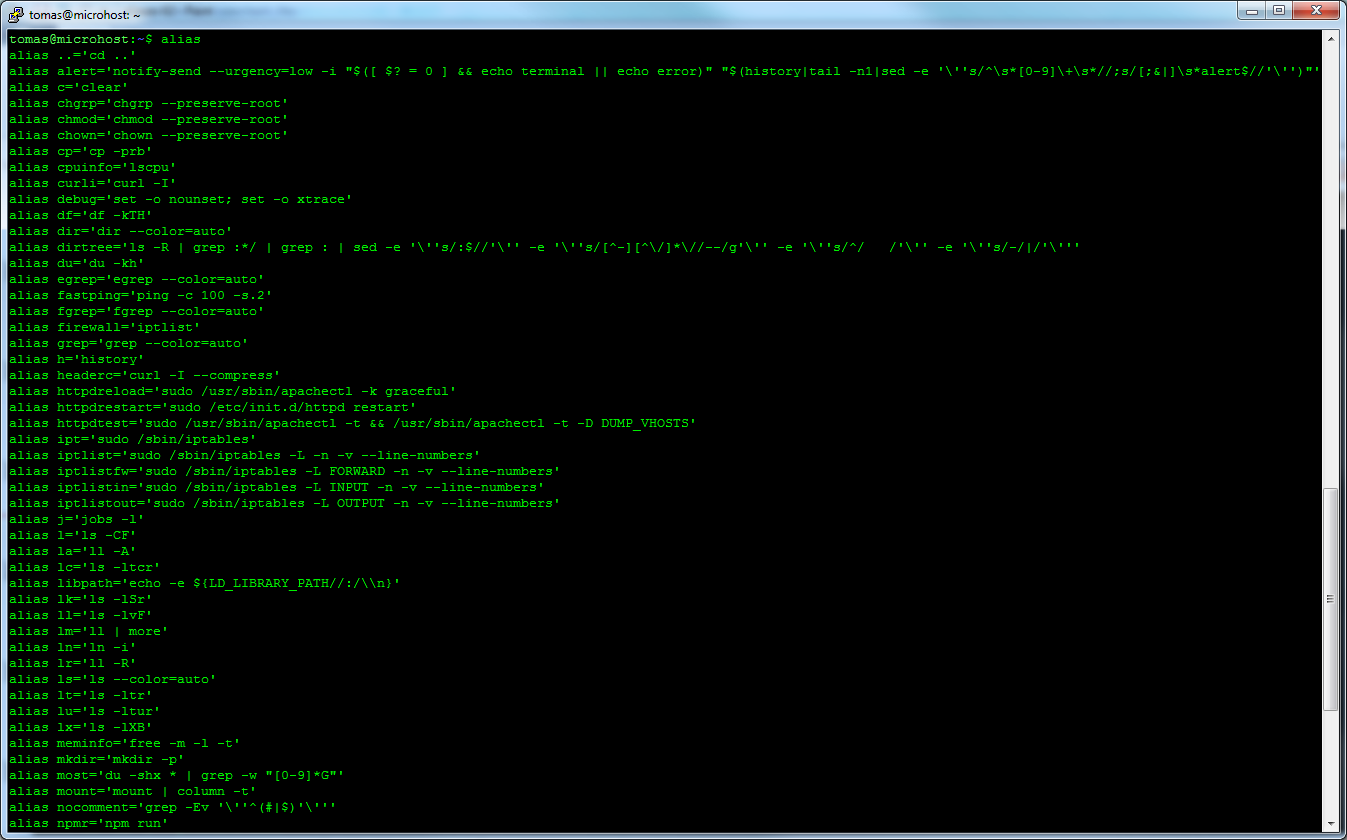 tomas@microhost: ~
tomas@microhost:~$ alias
alias ..='cd ..'
alias alert='notify-send --urgency=low -i "$([ $? = 0 ] && echo terminal || echo error)" "$(history|tail -n1|sed -e '\''s/^\s*[0-9]\+\s*//;s/[;&|]\s*alert$//'\'')"'
alias c='clear'
alias chgrp='chgrp --preserve-root'
alias chmod='chmod --preserve-root'
alias chown='chown --preserve-root'
alias cp='cp -prb'
alias cpuinfo='lscpu'
alias curli='curl -I'
alias debug='set -o nounset; set -o xtrace'
alias df='df -kTH'
alias dir='dir --color=auto'
alias dirtree='ls -R | grep :*/ | grep : | sed -e '\''s/:$//'\'' -e '\''s/[^-][^\/]*\//--/g'\'' -e '\''s/^/   /'\'' -e '\''s/-/|/'\'''
alias du='du -kh'
alias egrep='egrep --color=auto'
alias fastping='ping -c 100 -s.2'
alias fgrep='fgrep --color=auto'
alias firewall='iptlist'
alias grep='grep --color=auto'
alias h='history'
alias headerc='curl -I --compress'
alias httpdreload='sudo /usr/sbin/apachectl -k graceful'
alias httpdrestart='sudo /etc/init.d/httpd restart'
alias httpdtest='sudo /usr/sbin/apachectl -t && /usr/sbin/apachectl -t -D DUMP_VHOSTS'
alias ipt='sudo /sbin/iptables'
alias iptlist='sudo /sbin/iptables -L -n -v --line-numbers'
alias iptlistfw='sudo /sbin/iptables -L FORWARD -n -v --line-numbers'
alias iptlistin='sudo /sbin/iptables -L INPUT -n -v --line-numbers'
alias iptlistout='sudo /sbin/iptables -L OUTPUT -n -v --line-numbers'
alias j='jobs -l'
alias l='ls -CF'
alias la='ll -A'
alias lc='ls -ltcr'
alias libpath='echo -e ${LD_LIBRARY_PATH//:/\\n}'
alias lk='ls -lSr'
alias ll='ls -lvF'
alias lm='ll | more'
alias ln='ln -i'
alias lr='ll -R'
alias ls='ls --color=auto'
alias lt='ls -ltr'
alias lu='ls -ltur'
alias lx='ls -lXB'
alias meminfo='free -m -l -t'
alias mkdir='mkdir -p'
alias most='du -shx * | grep -w "[0-9]*G"'
alias mount='mount | column -t'
alias nocomment='grep -Ev '\''^(#|$)'\'''
alias npmr='npm run'